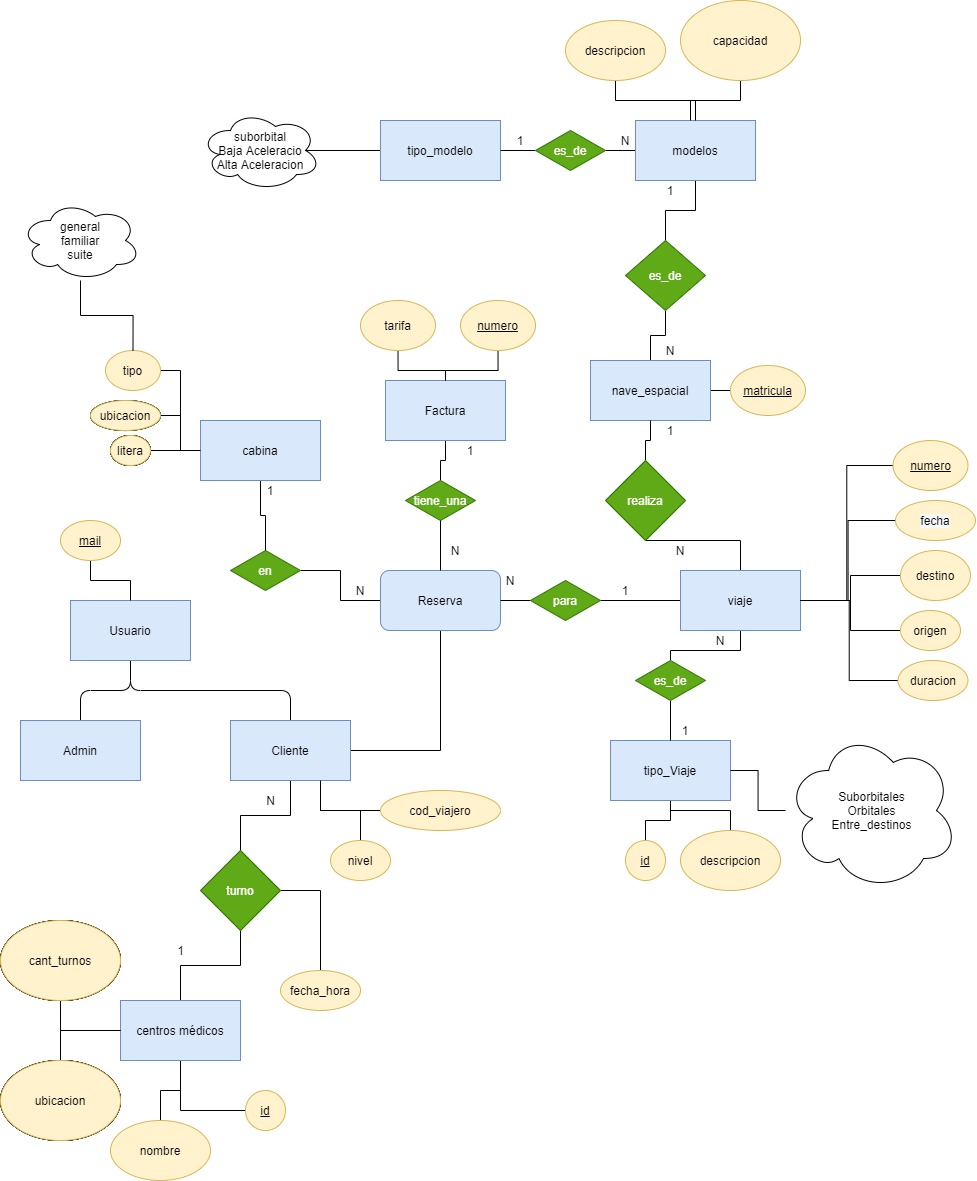 capacidad
descripcion
suborbital
Baja Aceleracio
Alta Aceleracion
tipo_modelo
1
es_de
N
modelos
1
general
familiar
suite
es_de
N
tarifa
numero
tipo
Factura
nave_espacial
matricula
ubicacion
litera
cabina
1
1
1
numero
tiene_una
realiza
fecha
mail
N
N
en
N
Reserva
N
para
1
viaje
destino
Usuario
origen
N
es_de
duracion
1
Admin
Cliente
tipo_Viaje
Suborbitales
Orbitales
Entre_destinos
N
cod_viajero
nivel
id
descripcion
turno
1
cant_turnos
fecha_hora
centros médicos
ubicacion
id
nombre